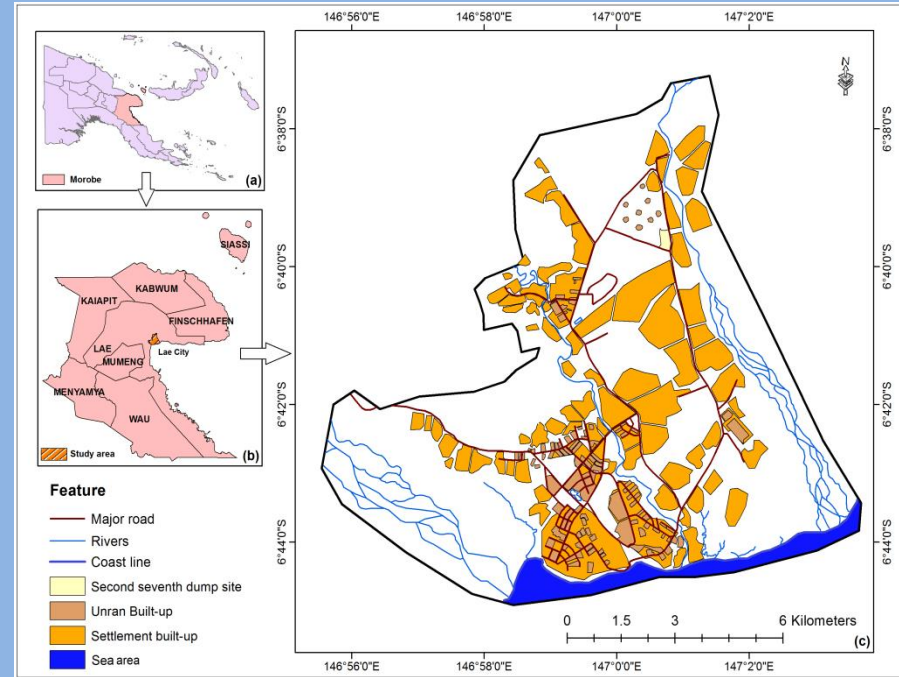 Morobe
(a)
SIASSI
KABWUM
KAIAPIT
FINSCHHAFEN
LAE
Lae City
MUMENG
MENYAMYA
WAU
Study area
(b)
Feature
Major road
Rivers
Coast line
Second seventh dump site
Unran Built-up
Settlement built-up
Sea area
146°56'0"E 146°58'0"E 147°0'0"E 147°2'0"E
N
6°38'0"S 6°38'0"S
6°40'0"S 6°40'0"S
6°42'0"S 6°42'0"S
6°44'0"S 6°44'0"S
0 1.5 3 6 Kilometers
(c)
146°56'0"E 146°58'0"E 147°0'0"E 147°2'0"E